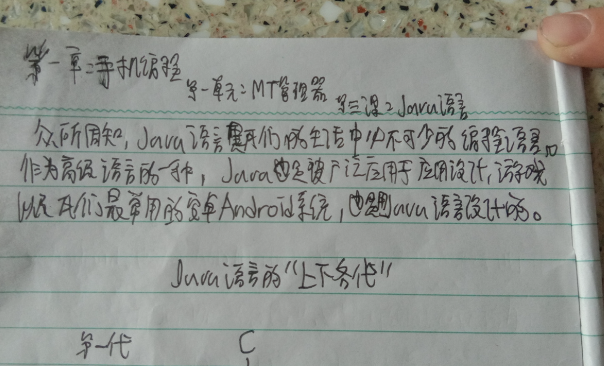 第一章:手机编程
第一单元:MT管理器
第三课:Java语言
众所周知,Java语言是我们的生活中必不可少的编程语言。
作为高级语言的一种,Java也是被广泛应用于应用设计,游戏
以及我们最常用的安卓Android系统,也是Java语言设计的。
Java语言的“上下各代”
第一代 C